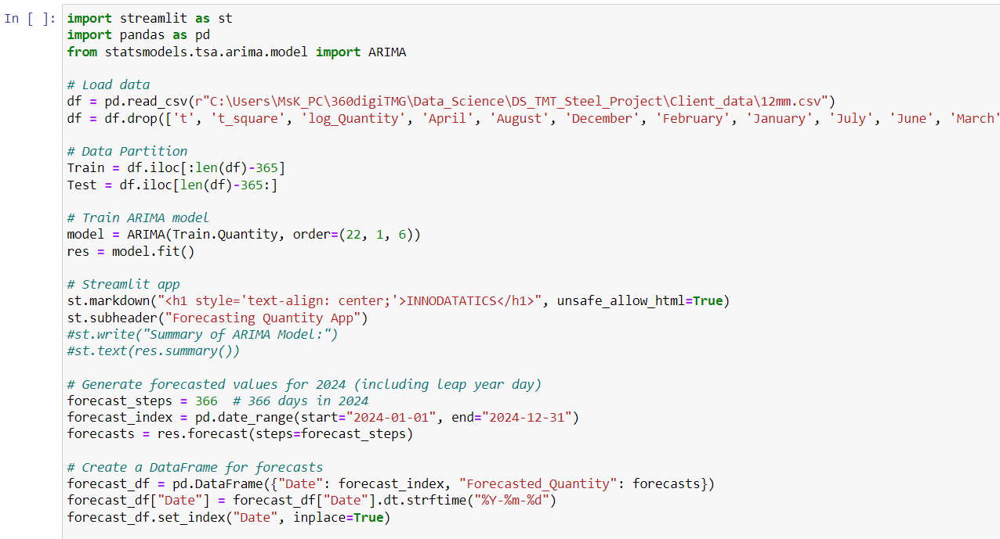 In [ ]:
import streamlit as st
import pandas as pd
from statsmodels.tsa.arima.model import ARIMA
# Load data
df = pd.read_csv(r"C:\Users\MsK_PC\360digiTMG\Data_Science\DS_TMT_Steel_Project\Client_data\12mm.csv")
df = df.drop(['t', 't_square', 'log_Quantity', 'April', 'August', 'December', 'February', 'January', 'July', 'June', 'March'
# Data Partition
Train = df.iloc[:len(df)-365]
Test = df.iloc[len(df)-365:]
# Train ARIMA model
model = ARIMA(Train.Quantity, order=(22, 1, 6))
res = model.fit()
# Streamlit app
st.markdown("<h1 style='text-align: center;'>INNODATATICS</h1>", unsafe_allow_html=True)
st.subheader("Forecasting Quantity App")
#st.write("Summary of ARIMA Model:")
#st.text(res.summary())
# Generate forecasted values for 2024 (including leap year day)
forecast_steps = 366  # 366 days in 2024
forecast_index = pd.date_range(start="2024-01-01", end="2024-12-31")
forecasts = res.forecast(steps=forecast_steps)
# Create a DataFrame for forecasts
forecast_df = pd.DataFrame({"Date": forecast_index, "Forecasted_Quantity": forecasts})
forecast_df["Date"] = forecast_df["Date"].dt.strftime("%Y-%m-%d")
forecast_df.set_index("Date", inplace=True)